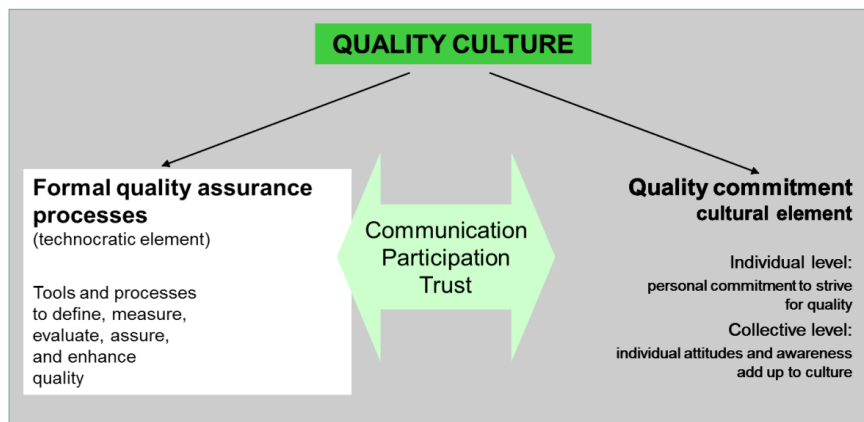 QUALITY CULTURE
Formal quality assurance
processes
(technocratic element)
Tools and processes
to define, measure,
evaluate, assure,
and enhance
quality
Communication
Participation
Trust
Quality commitment
cultural element
Individual level:
personal commitment to strive
for quality
Collective level:
individual attitudes and awareness
add up to culture